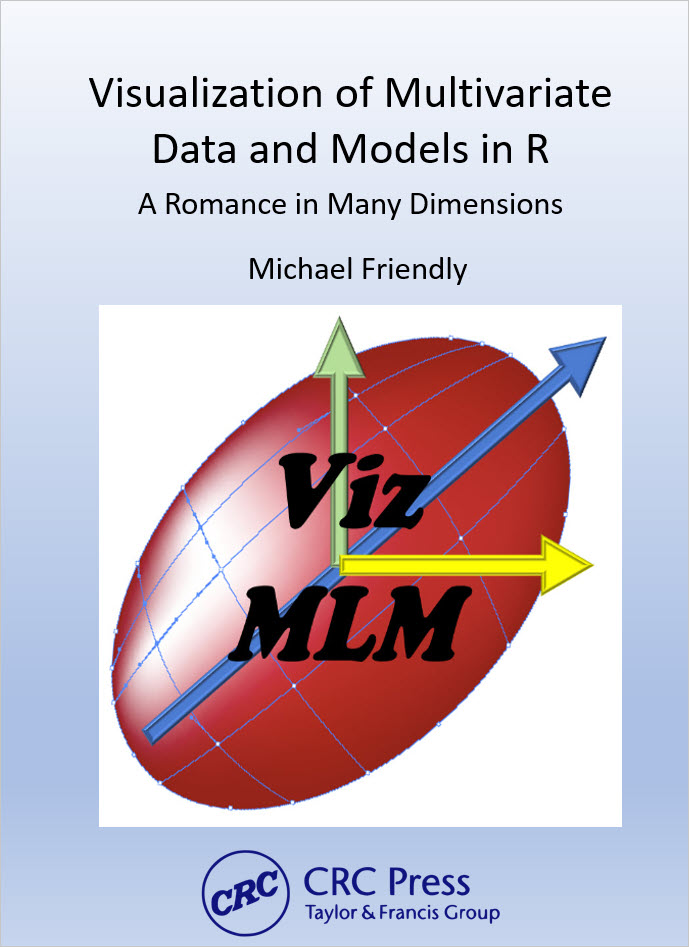 Visualization of Multivariate
Data and Models in R
A Romance in Many Dimensions
Michael Friendly
Viz
MLM
CRC
CRC Press
Taylor & Francis Group